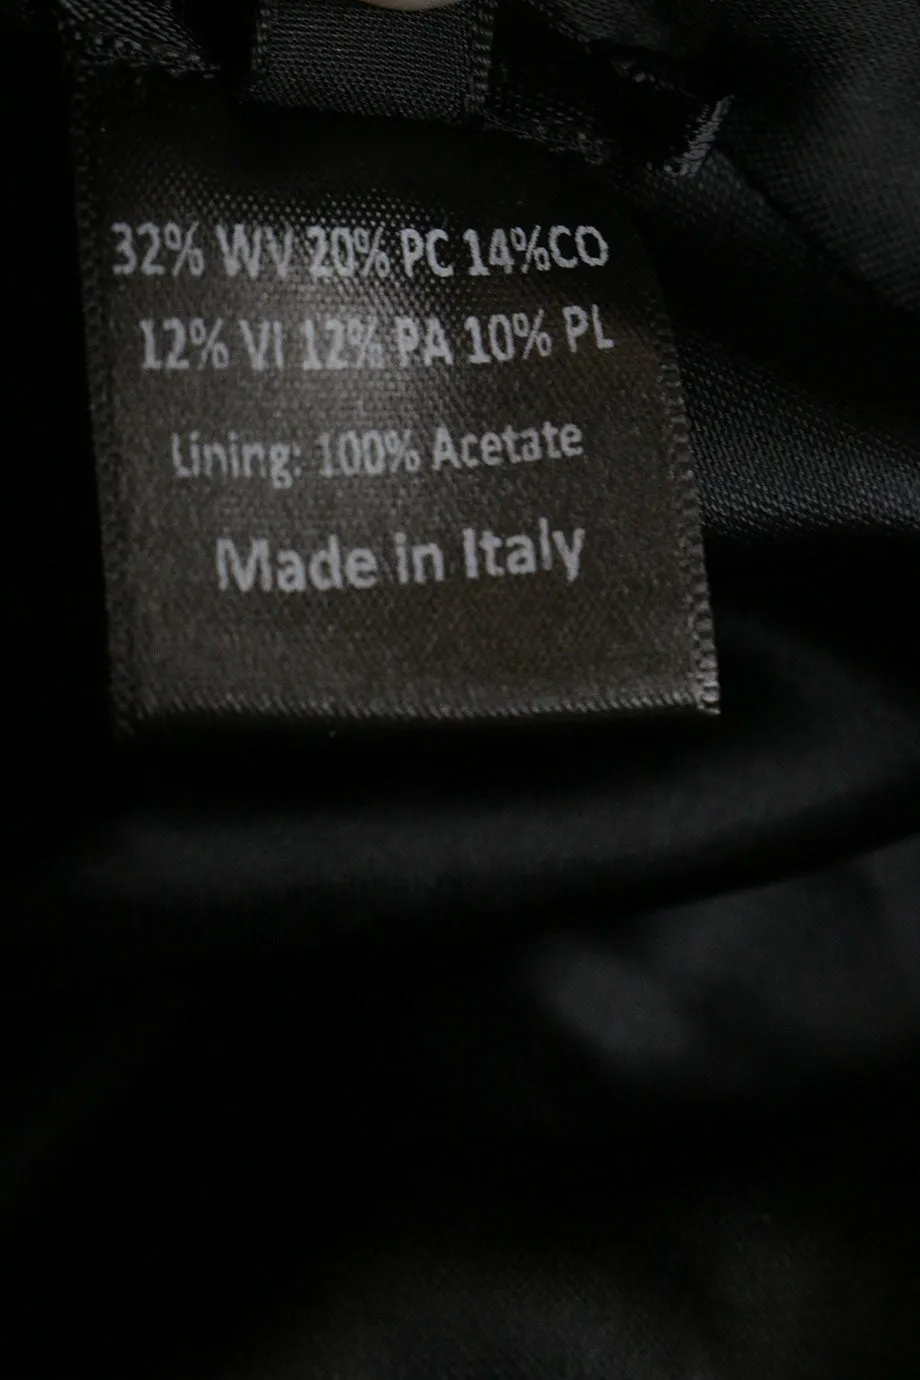 32% WV 20% PC 14%CO
12% VI 12% PA 10% PL
Lining: 100% Acetate
Made in Italy